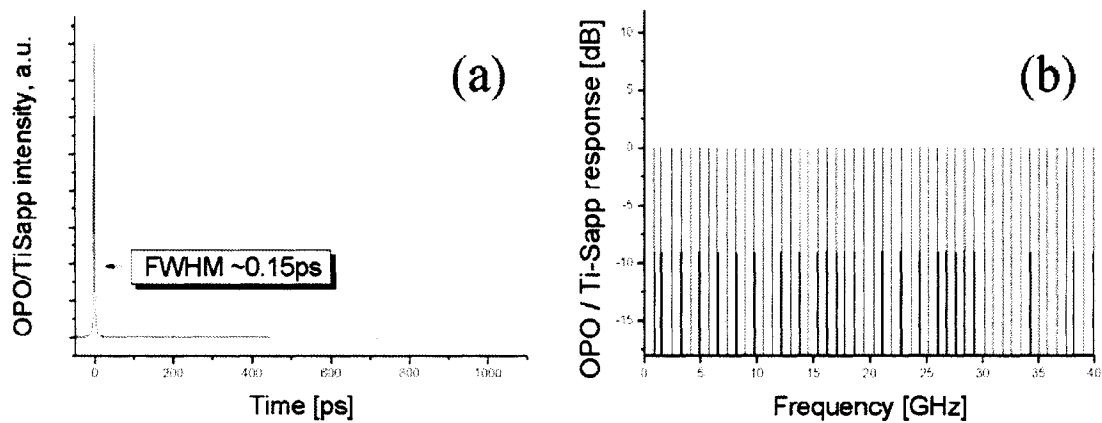 (a)
OPO/TiSapp intensity, a.u.
FWHM ~0.15ps
0 200 400 600 800 1000
Time [ps]
(b)
OPO / Ti-Sapp response [dB]
10
5
0
-5
-10
-15
0 5 10 15 20 25 30 35 40
Frequency [GHz]